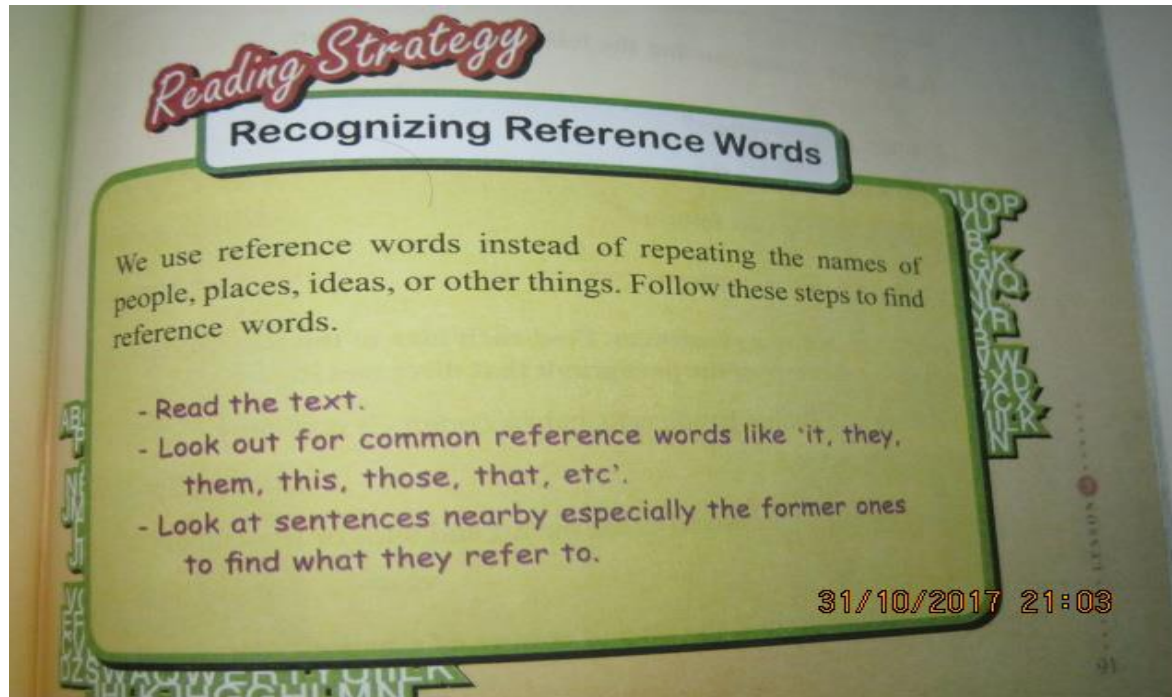 Reading Strategy
Recognizing Reference Words
We use reference words instead of repeating the names of
people, places, ideas, or other things. Follow these steps to find
reference words.
- Read the text.
- Look out for common reference words like 'it, they,
them, this, those, that, etc'.
- Look at sentences nearby especially the former ones
to find what they refer to.
31/10/2017 21:03
LESSON
91